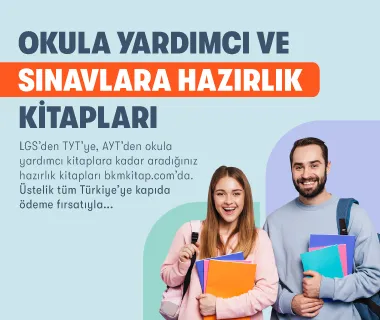 OKULA YARDIMCI VE
SINAVLARA HAZIRLIK
KİTAPLARI
LGS'den TYT'ye, AYT'den okula
yardımcı kitaplara kadar aradığınız
hazırlık kitapları bkmkitap.com'da.
Üstelik tüm Türkiye'ye kapıda
ödeme fırsatıyla...